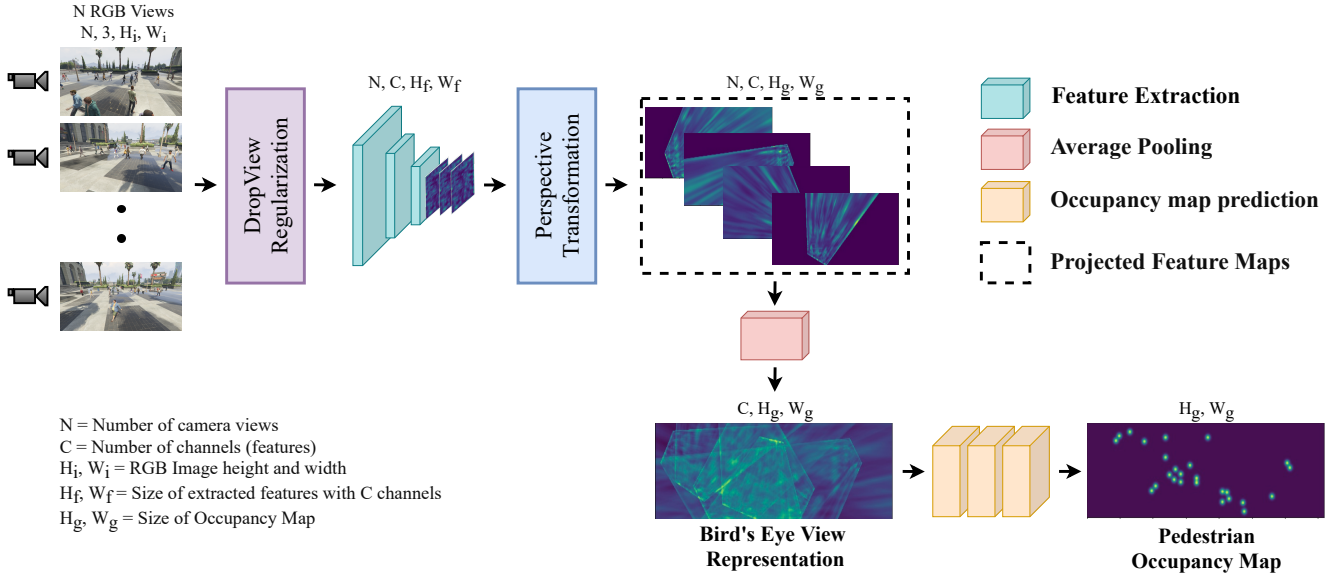 N RGB Views
N, 3, Hi, Wi
DropView
Regularization
N, C, Hf, Wf
Perspective
Transformation
N, C, Hg, Wg
Feature Extraction
Average Pooling
Occupancy map prediction
Projected Feature Maps
N = Number of camera views
C = Number of channels (features)
Hi, Wi = RGB Image height and width
Hf, Wf = Size of extracted features with C channels
Hg, Wg = Size of Occupancy Map
C, Hg, Wg
Bird's Eye View
Representation
Hg, Wg
Pedestrian
Occupancy Map